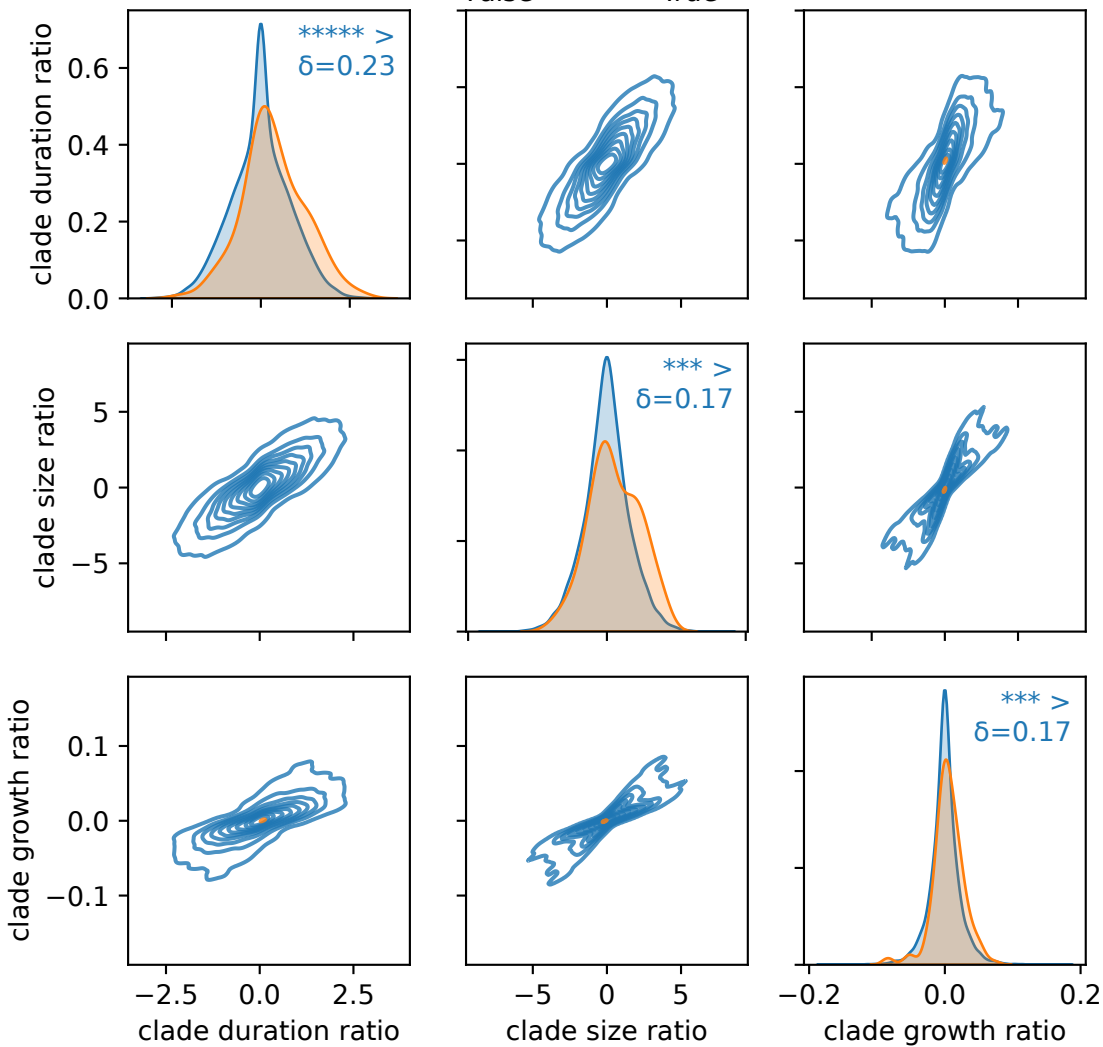 clade duration ratio
0.6
0.4
0.2
0.0
***** >
δ=0.23
clade size ratio
5
0
−5
*** >
δ=0.17
clade growth ratio
0.1
0.0
−0.1
*** >
δ=0.17
−2.5 0.0 2.5
−5 0 5
−0.2 0.0 0.2
clade duration ratio
clade size ratio
clade growth ratio